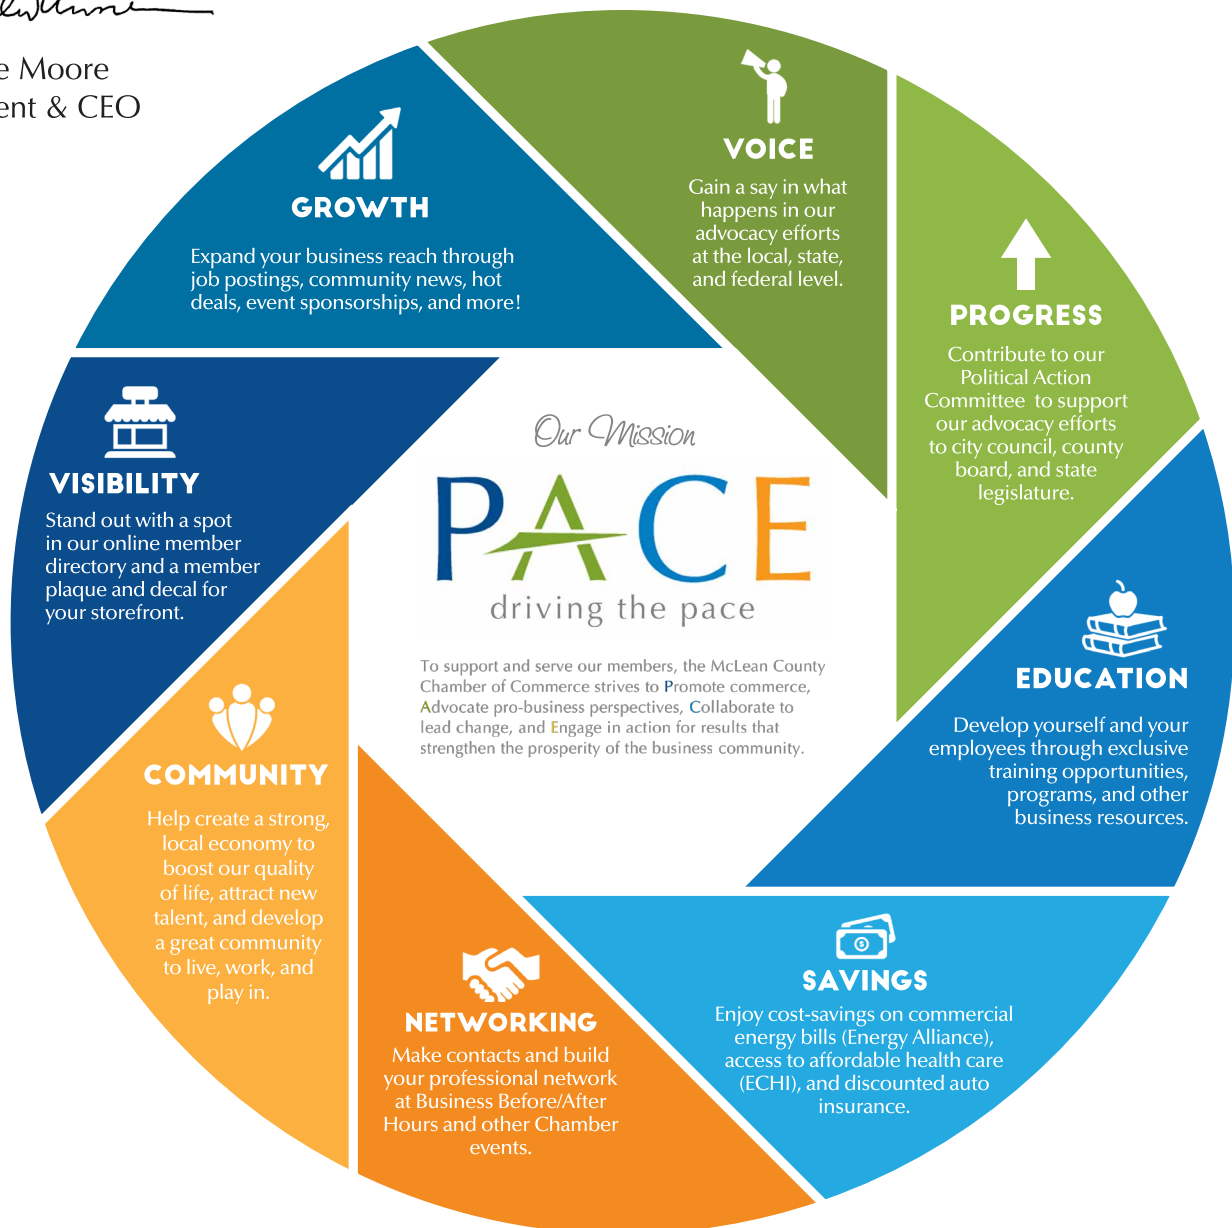 e Moore
ent & CEO
GROWTH
Expand your business reach through
job postings, community news, hot
deals, event sponsorships, and more!
VOICE
Gain a say in what
happens in our
advocacy efforts
at the local, state,
and federal level.
PROGRESS
Contribute to our
Political Action
Committee to support
our advocacy efforts
to city council, county
board, and state
legislature.
EDUCATION
Develop yourself and your
employees through exclusive
training opportunities,
programs, and other
business resources.
SAVINGS
Enjoy cost-savings on commercial
energy bills (Energy Alliance),
access to affordable health care
(ECHI), and discounted auto
insurance.
NETWORKING
Make contacts and build
your professional network
at Business Before/After
Hours and other Chamber
events.
COMMUNITY
Help create a strong,
local economy to
boost our quality
of life, attract new
talent, and develop
a great community
to live, work, and
play in.
VISIBILITY
Stand out with a spot
in our online member
directory and a member
plaque and decal for
your storefront.
Our Mission
PACE
driving the pace
To support and serve our members, the McLean County
Chamber of Commerce strives to Promote commerce,
Advocate pro-business perspectives, Collaborate to
lead change, and Engage in action for results that
strengthen the prosperity of the business community.